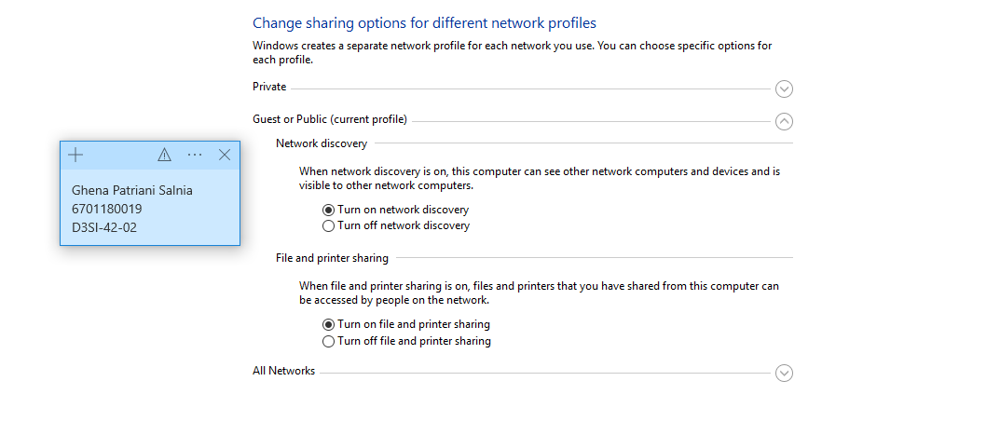 Change sharing options for different network profiles
Windows creates a separate network profile for each network you use. You can choose specific options for
each profile.
Private
Guest or Public (current profile)
Network discovery
When network discovery is on, this computer can see other network computers and devices and is
visible to other network computers.
Turn on network discovery
Turn off network discovery
File and printer sharing
When file and printer sharing is on, files and printers that you have shared from this computer can
be accessed by people on the network.
Turn on file and printer sharing
Turn off file and printer sharing
All Networks
Ghena Patriani Salnia
6701180019
D3SI-42-02